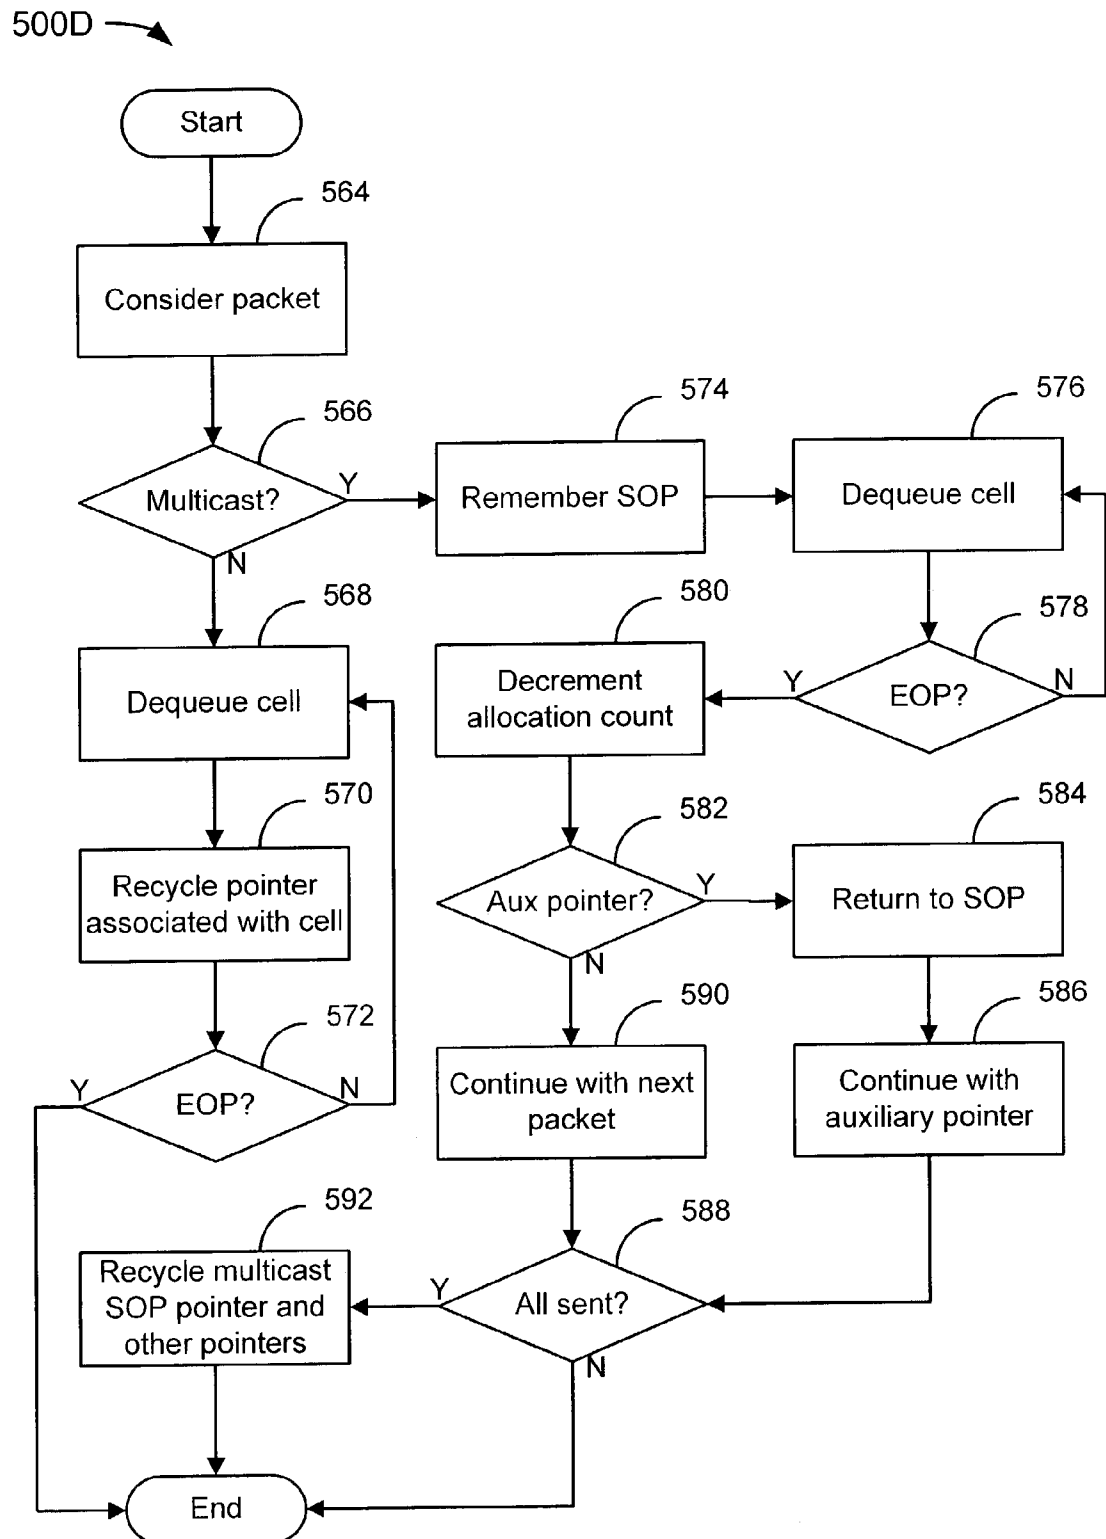 500D
Start
564
Consider packet
566
Multicast?
Y
N
574
Remember SOP
576
Dequeue cell
568
Dequeue cell
580
Decrement
allocation count
578
EOP?
Y
N
570
Recycle pointer
associated with cell
582
Aux pointer?
Y
N
584
Return to SOP
572
EOP?
Y
N
590
Continue with next
packet
586
Continue with
auxiliary pointer
592
Recycle multicast
SOP pointer and
other pointers
588
All sent?
Y
N
End